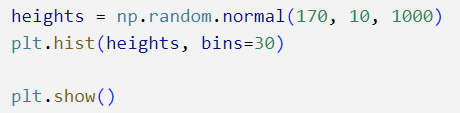 heights = np.random.normal(170, 10, 1000)
plt.hist(heights, bins=30)
plt.show()